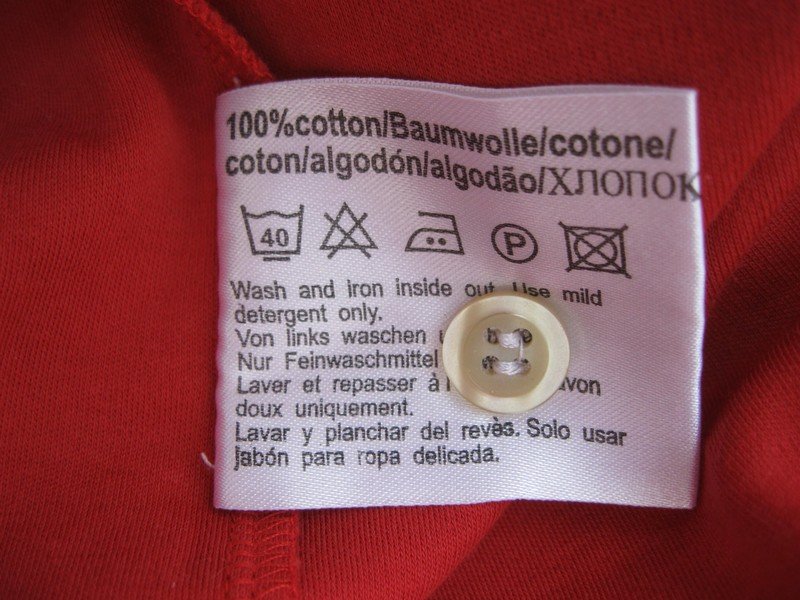 100%cotton/Baumwolle/cotone/
coton/algodón/algodão/ХЛОПОК
40 P
Wash and iron inside out. Use mild
detergent only.
Von links waschen
Nur Feinwaschmittel
Laver et repasser à
doux uniquement.
Lavar y planchar del revès. Solo usar
jabón para ropa delicada.